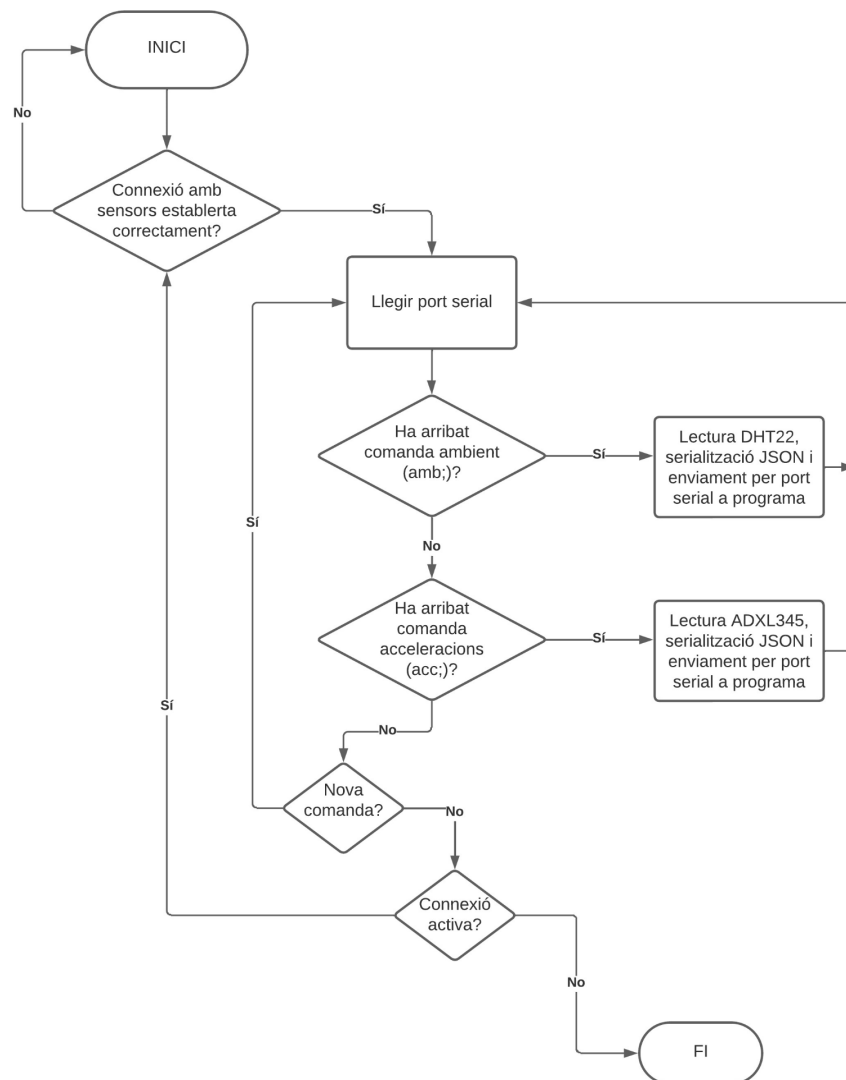 INICI
No
Connexió amb
sensors establerta
correctament?
Sí
Llegir port serial
Ha arribat
comanda ambient
(amb;)?
Sí
Lectura DHT22,
serialització JSON i
enviament per port
serial a programa
Sí
No
Ha arribat
comanda
acceleracions
(acc;)?
Sí
Lectura ADXL345,
serialització JSON i
enviament per port
serial a programa
Sí
No
Nova
comanda?
No
Connexió
activa?
No
FI